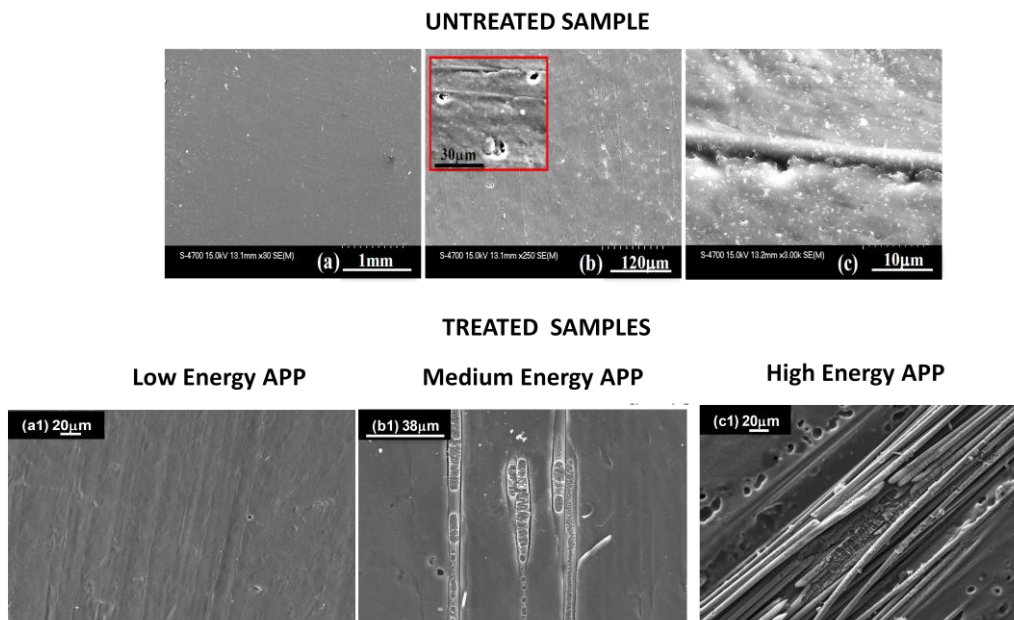 UNTREATED SAMPLE
30μm
S-4700 15.0kV 13.1mm x30 SE(M)
(a) 1mm
S-4700 15.0kV 13.1mm x250 SE(M)
(b) 120μm
S-4700 15.0kV 13.2mm x3.00k SE(M)
(c) 10μm
TREATED SAMPLES
Low Energy APP
Medium Energy APP
High Energy APP
(a1) 20μm
(b1) 38μm
(c1) 20μm